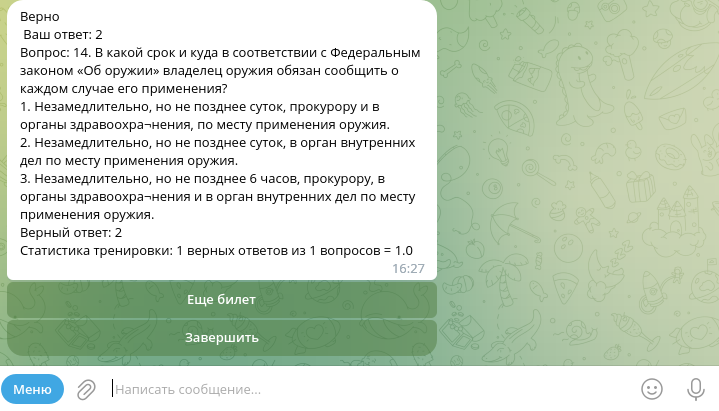 Верно
Ваш ответ: 2
Вопрос: 14. В какой срок и куда в соответствии с Федеральным
законом «Об оружии» владелец оружия обязан сообщить о
каждом случае его применения?
1. Незамедлительно, но не позднее суток, прокурору и в
органы здравоохра¬нения, по месту применения оружия.
2. Незамедлительно, но не позднее суток, в орган внутренних
дел по месту применения оружия.
3. Незамедлительно, но не позднее 6 часов, прокурору, в
органы здравоохра¬нения и в орган внутренних дел по месту
применения оружия.
Верный ответ: 2
Статистика тренировки: 1 верных ответов из 1 вопросов = 1.0
16:27
Еще билет
Завершить
Меню
Написать сообщение...